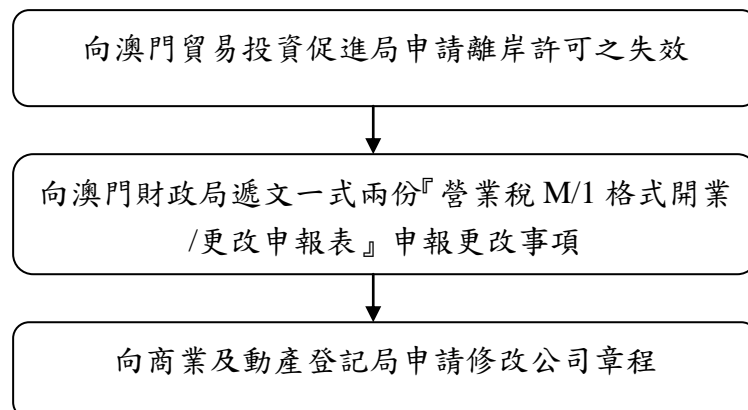 向澳門貿易投資促進局申請離岸許可之失效
向澳門財政局遞文一式兩份『營業稅 M/1 格式開業
/更改申報表』申報更改事項
向商業及動產登記局申請修改公司章程